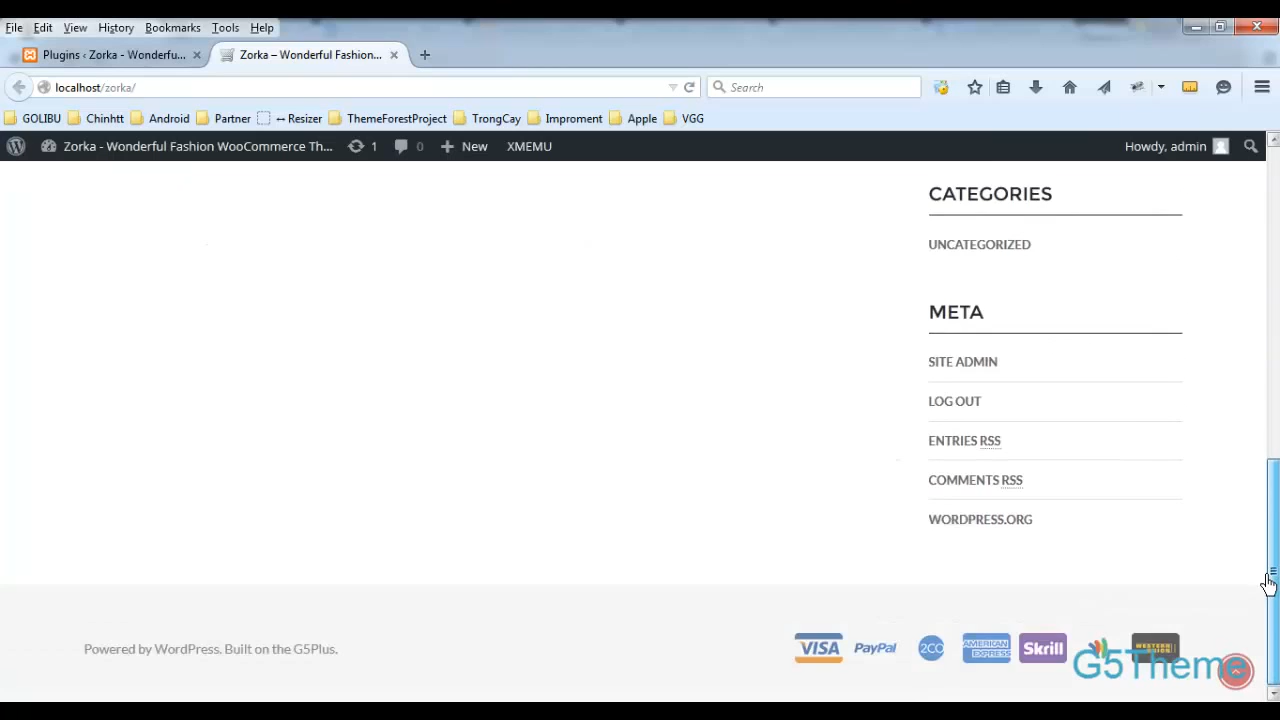 File Edit View History Bookmarks Tools Help
Plugins ‹ Zorka - Wonderfu... × Zorka – Wonderful Fashion... × +
localhost/zorka/ Search
GOLIBU Chinhtt Android Partner ↔ Resizer ThemeForestProject TrongCay Improment Apple VGG
Zorka - Wonderful Fashion WooCommerce Th... 1 0 + New XMEMU Howdy, admin
CATEGORIES
UNCATEGORIZED
META
SITE ADMIN
LOG OUT
ENTRIES RSS
COMMENTS RSS
WORDPRESS.ORG
Powered by WordPress. Built on the G5Plus. VISA PayPal 2CO AMERICAN EXPRESS Skrill WESTERN UNION
G5Theme